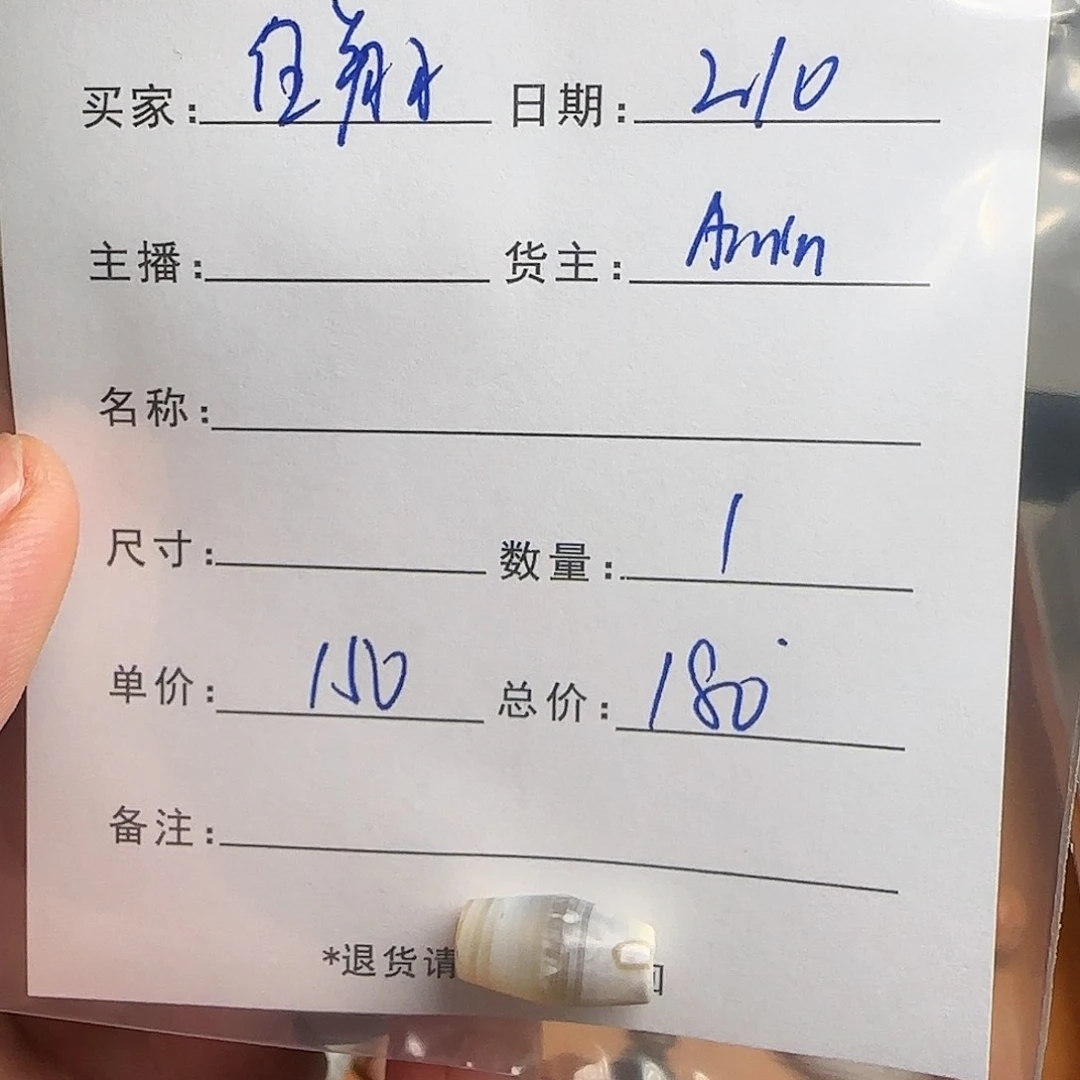 买家： 日期：2/10
主播： 货主：Amin
名称：
尺寸： 数量：1
单价：150 总价：180
备注：
*退货请